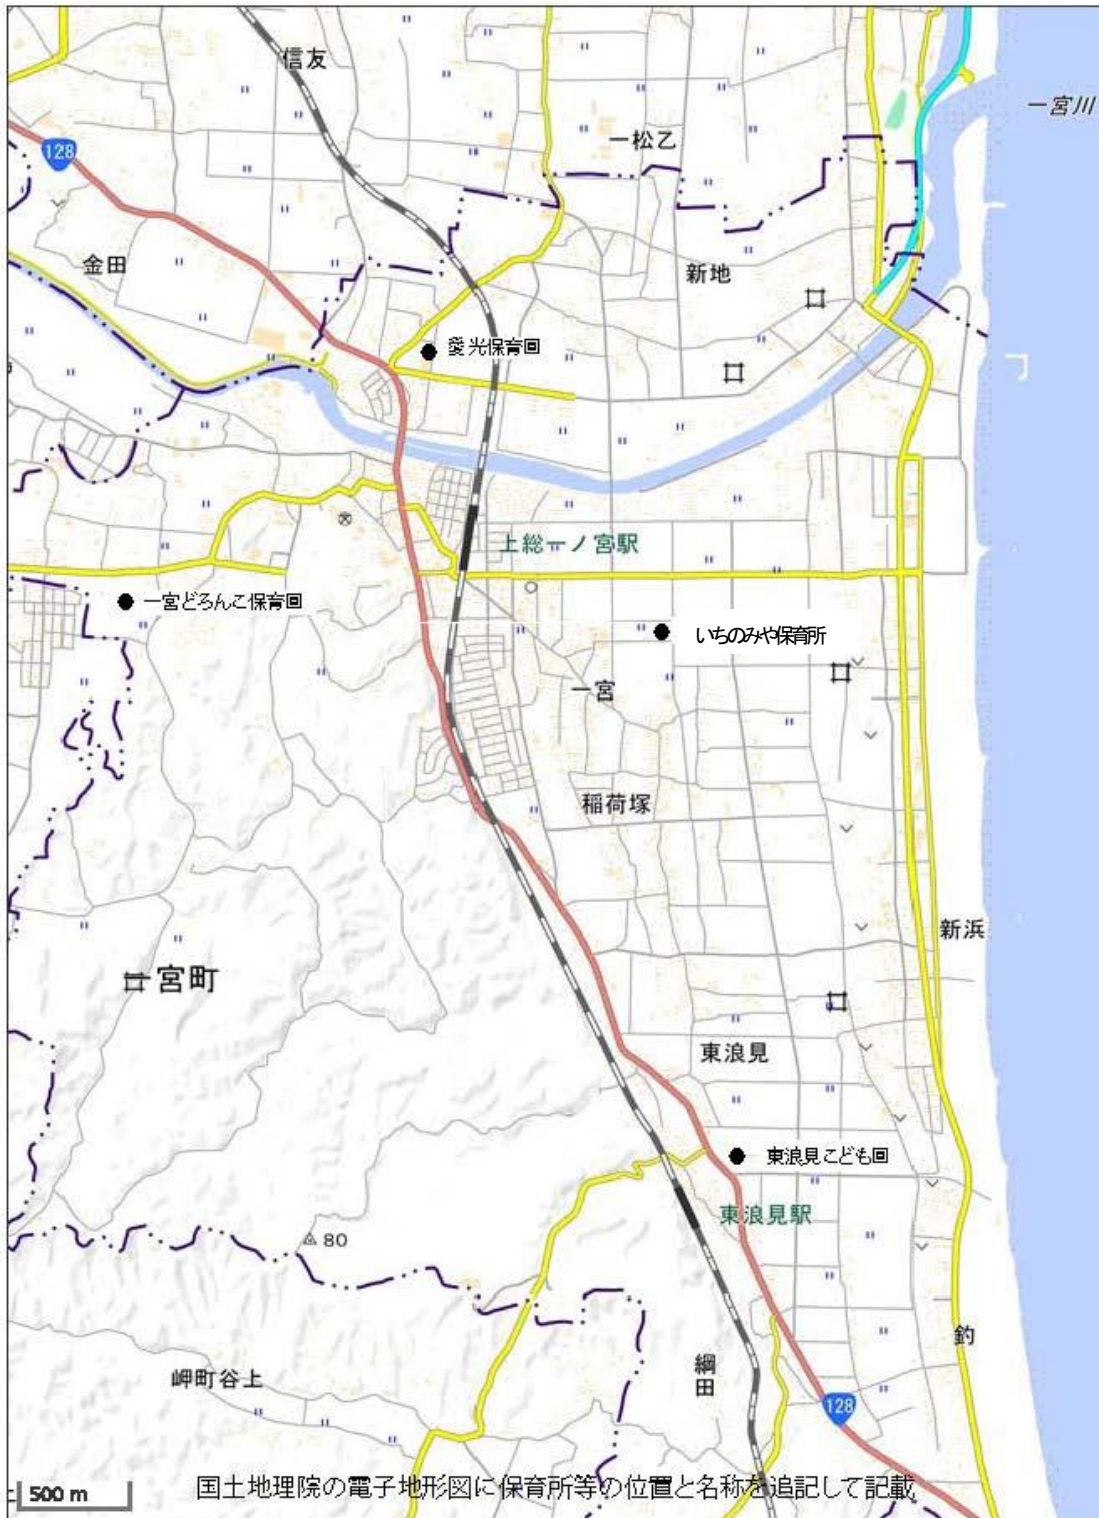 信友
一宮川
128
一松乙
金田
新地
愛光保育園
上総一ノ宮駅
一宮どろんこ保育園
いちのみや保育所
一宮
稲荷塚
新浜
一宮町
東浪見
東浪見こども園
東浪見駅
80
釣
綱田
岬町谷上
128
500 m
国土地理院の電子地形図に保育所等の位置と名称を追記して記載